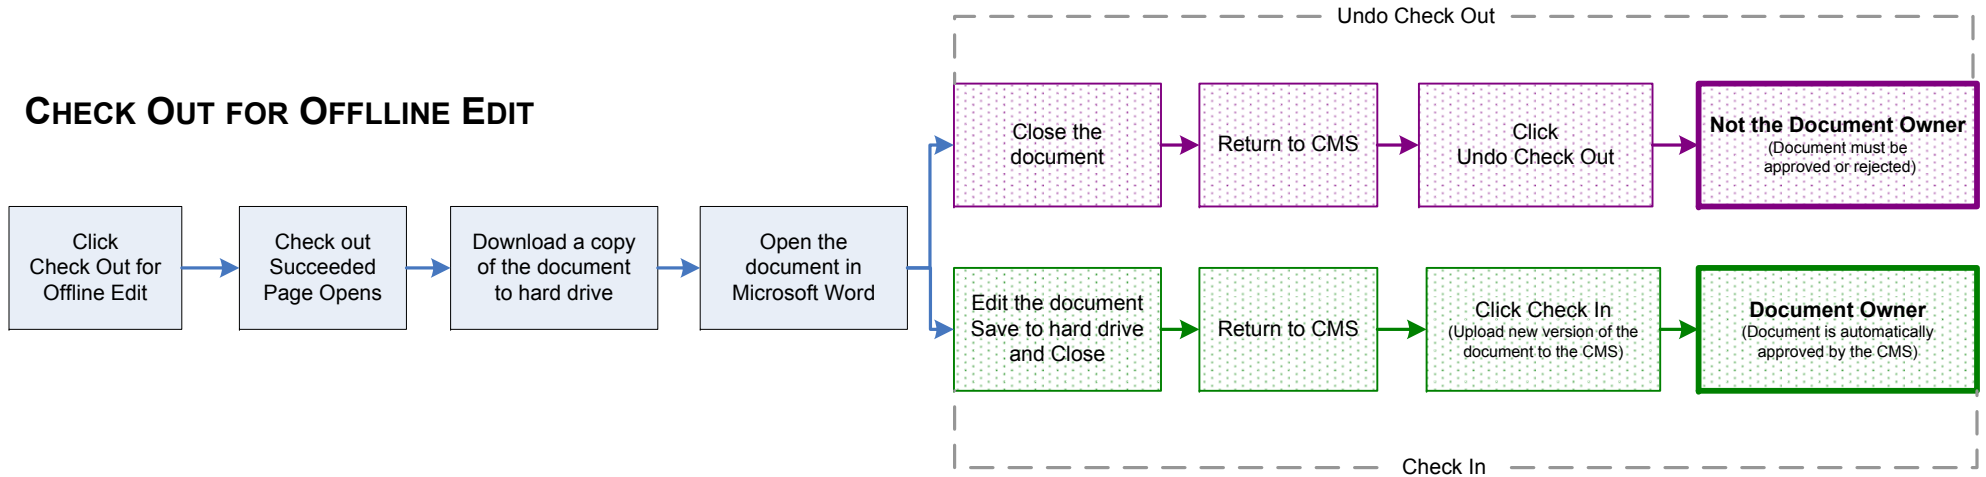 Undo Check Out
CHECK OUT FOR OFFLLINE EDIT
Close the
document
Return to CMS
Click
Undo Check Out
Not the Document Owner
(Document must be
approved or rejected)
Click
Check Out for
Offline Edit
Check out
Succeeded
Page Opens
Download a copy
of the document
to hard drive
Open the
document in
Microsoft Word
Edit the document
Save to hard drive
and Close
Return to CMS
Click Check In
(Upload new version of the
document to the CMS)
Document Owner
(Document is automatically
approved by the CMS)
Check In